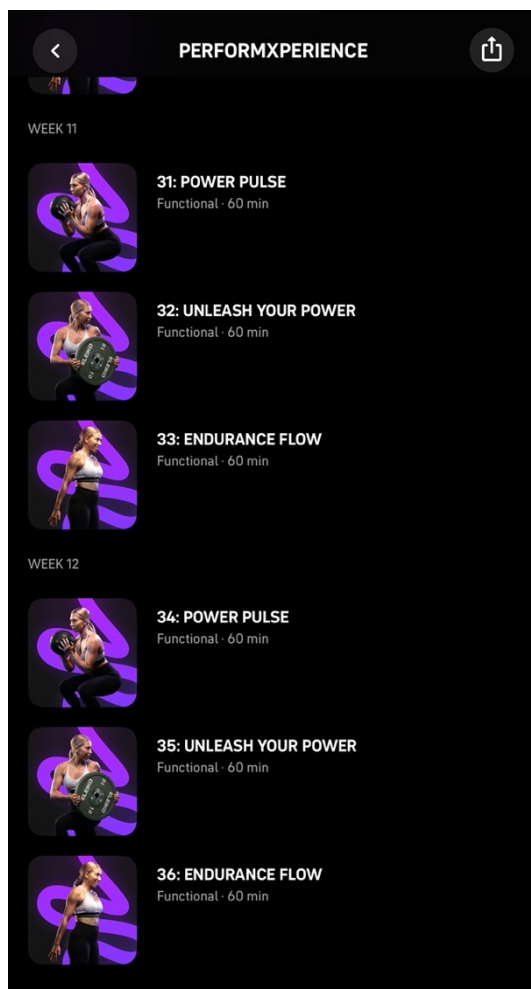 PERFORMXPERIENCE
WEEK 11
31: POWER PULSE
Functional · 60 min
32: UNLEASH YOUR POWER
Functional · 60 min
33: ENDURANCE FLOW
Functional · 60 min
WEEK 12
34: POWER PULSE
Functional · 60 min
35: UNLEASH YOUR POWER
Functional · 60 min
36: ENDURANCE FLOW
Functional · 60 min